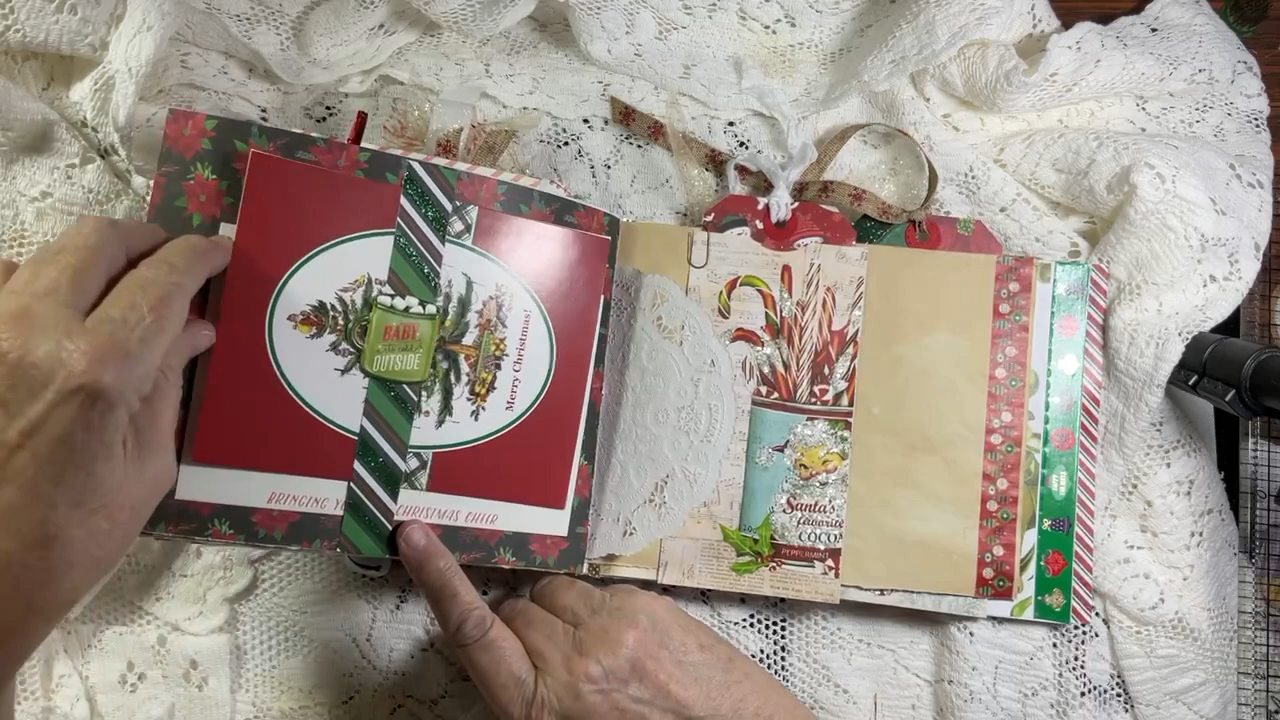 BABY
OUTSIDE
Merry Christmas!
BRINGING
CHRISTMAS CHEER
Santa's
favorite
COCO
PEPPERMINT